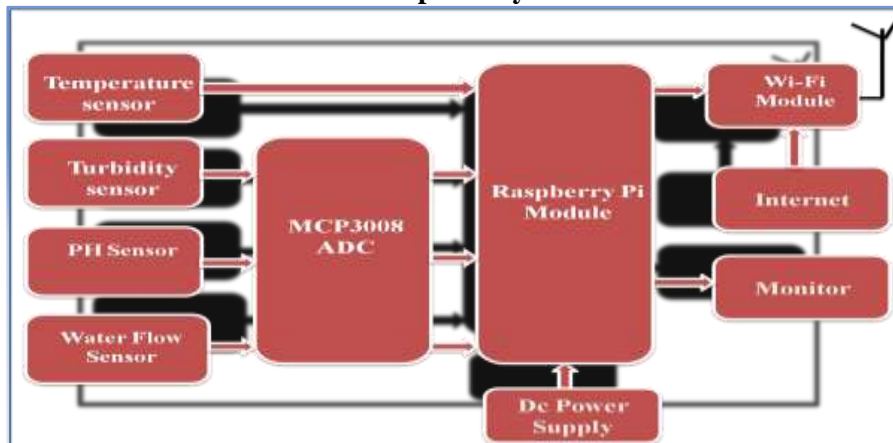 Temperature
sensor
Turbidity
sensor
PH Sensor
Water Flow
Sensor
MCP3008
ADC
Raspberry Pi
Module
Wi-Fi
Module
Internet
Monitor
Dc Power
Supply